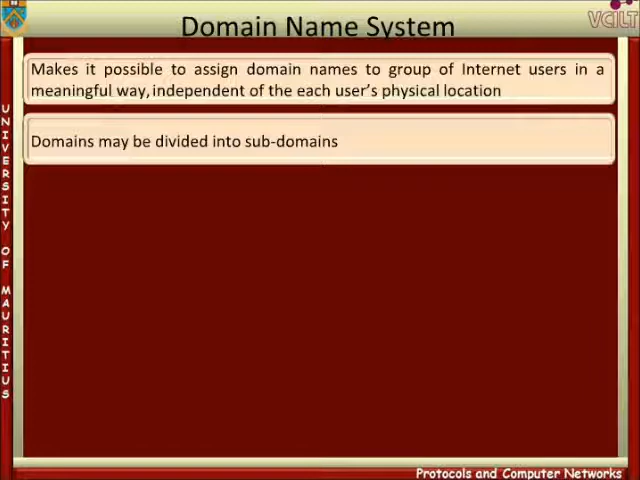 Domain Name System
VCILT
Makes it possible to assign domain names to group of Internet users in a
meaningful way, independent of the each user's physical location
Domains may be divided into sub-domains
UNIVERSITY OF MAURITIUS
Protocols and Computer Networks